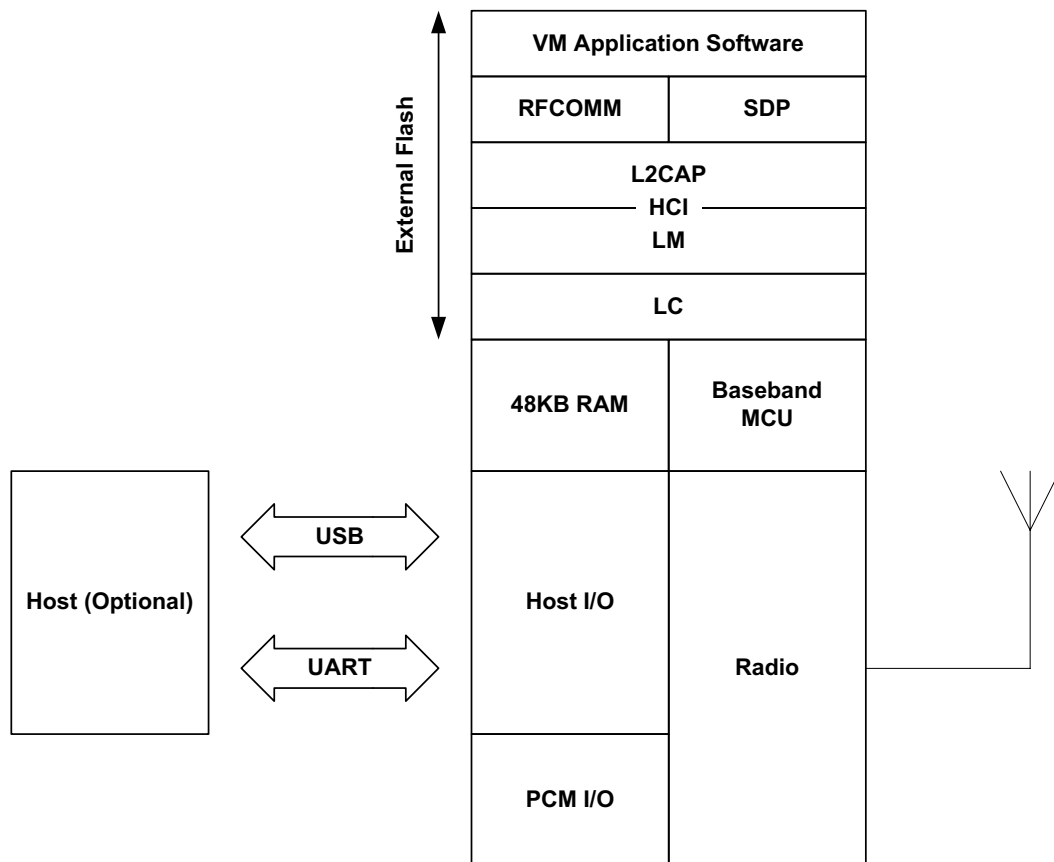 VM Application Software
RFCOMM
SDP
External Flash
L2CAP
HCI
LM
LC
48KB RAM
Baseband
MCU
USB
Host (Optional)
Host I/O
UART
Radio
PCM I/O